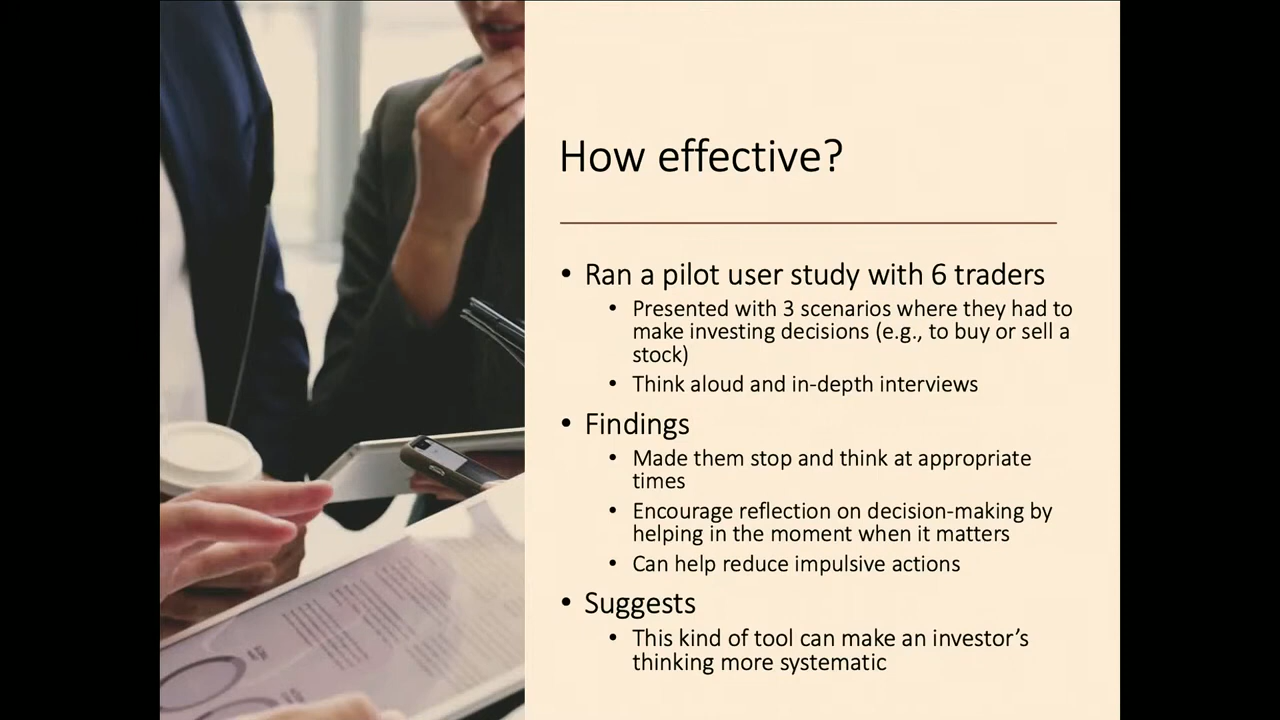 How effective?
• Ran a pilot user study with 6 traders
• Presented with 3 scenarios where they had to
make investing decisions (e.g., to buy or sell a
stock)
• Think aloud and in-depth interviews
• Findings
• Made them stop and think at appropriate
times
• Encourage reflection on decision-making by
helping in the moment when it matters
• Can help reduce impulsive actions
• Suggests
• This kind of tool can make an investor’s
thinking more systematic